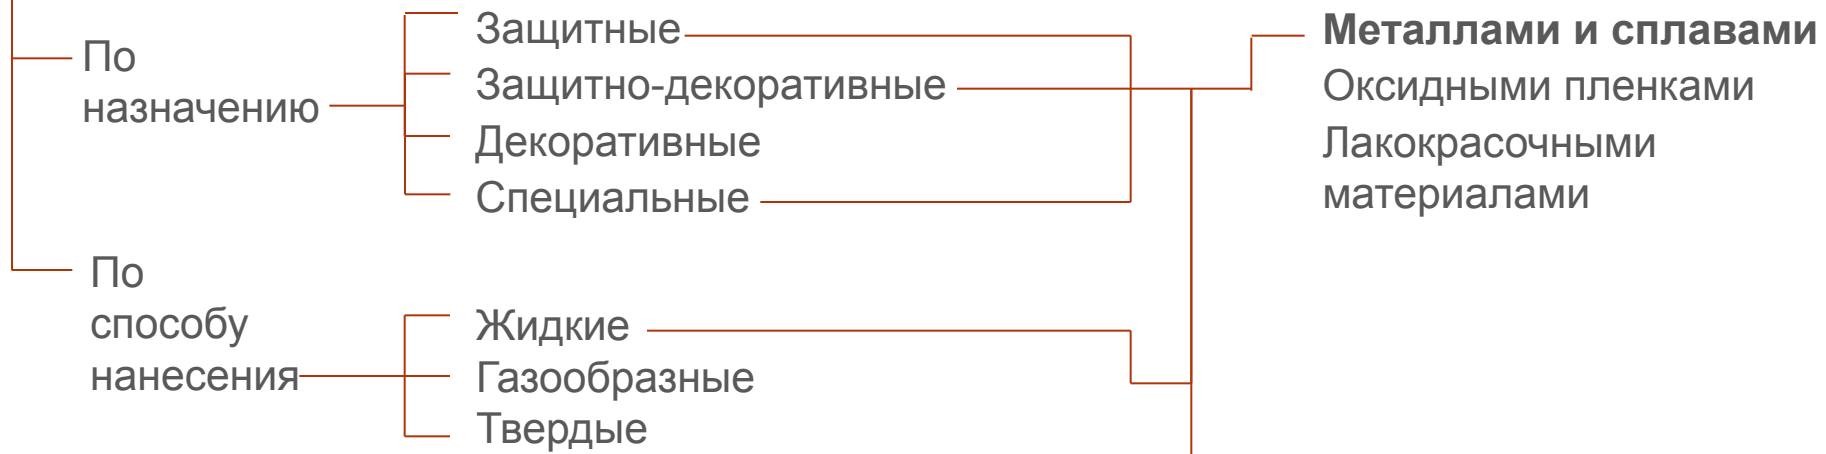 По
назначению
Защитные
Защитно-декоративные
Декоративные
Специальные
Металлами и сплавами
Оксидными пленками
Лакокрасочными
материалами
По
способу
нанесения
Жидкие
Газообразные
Твердые